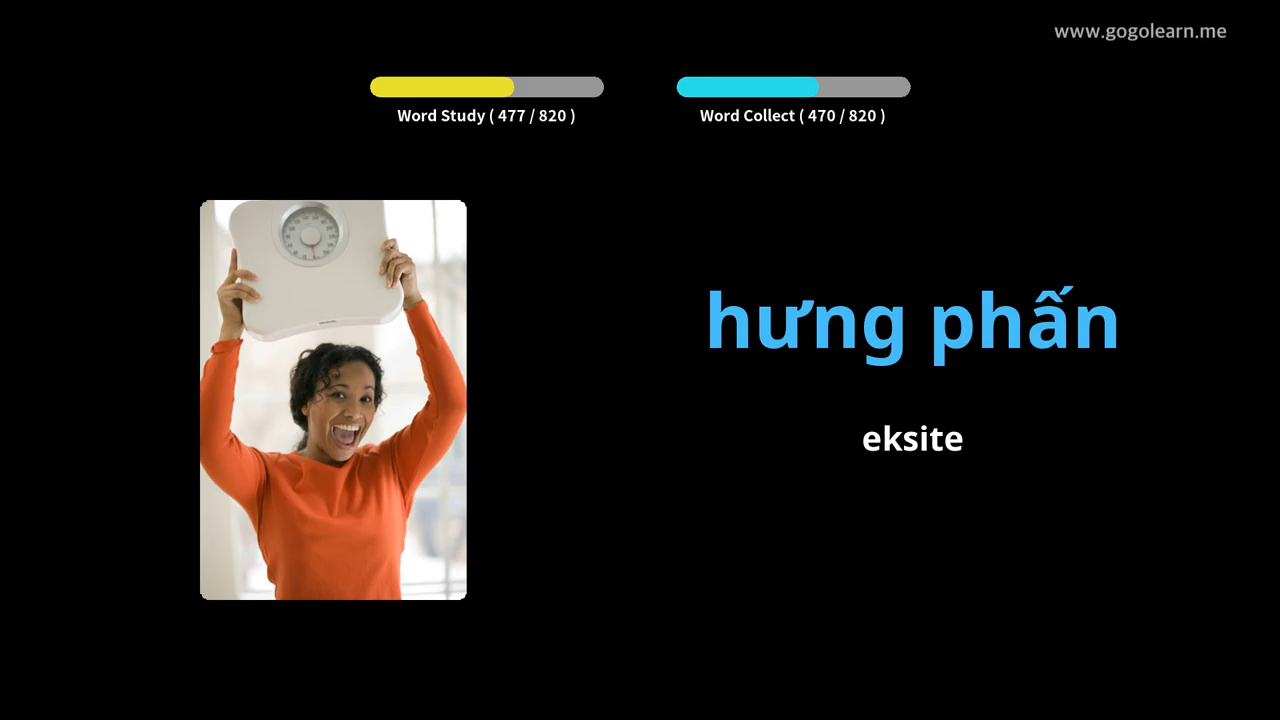 www.gogolearn.me
Word Study ( 477 / 820 )
Word Collect ( 470 / 820 )
hưng phấn
eksite